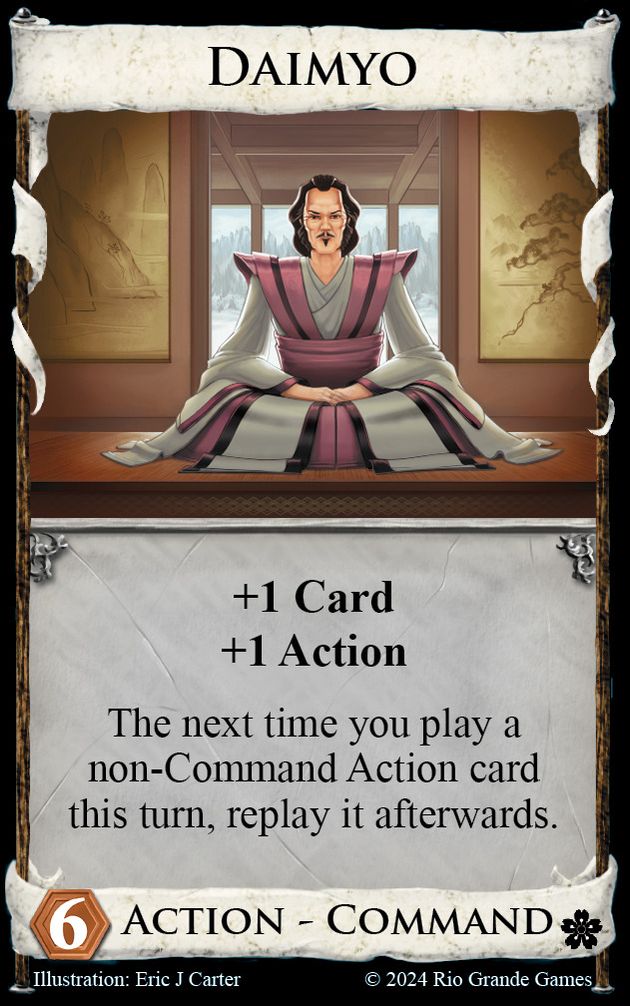 Daimyo
+1 Card
+1 Action
The next time you play a
non-Command Action card
this turn, replay it afterwards.
6 Action - Command
Illustration: Eric J Carter © 2024 Rio Grande Games